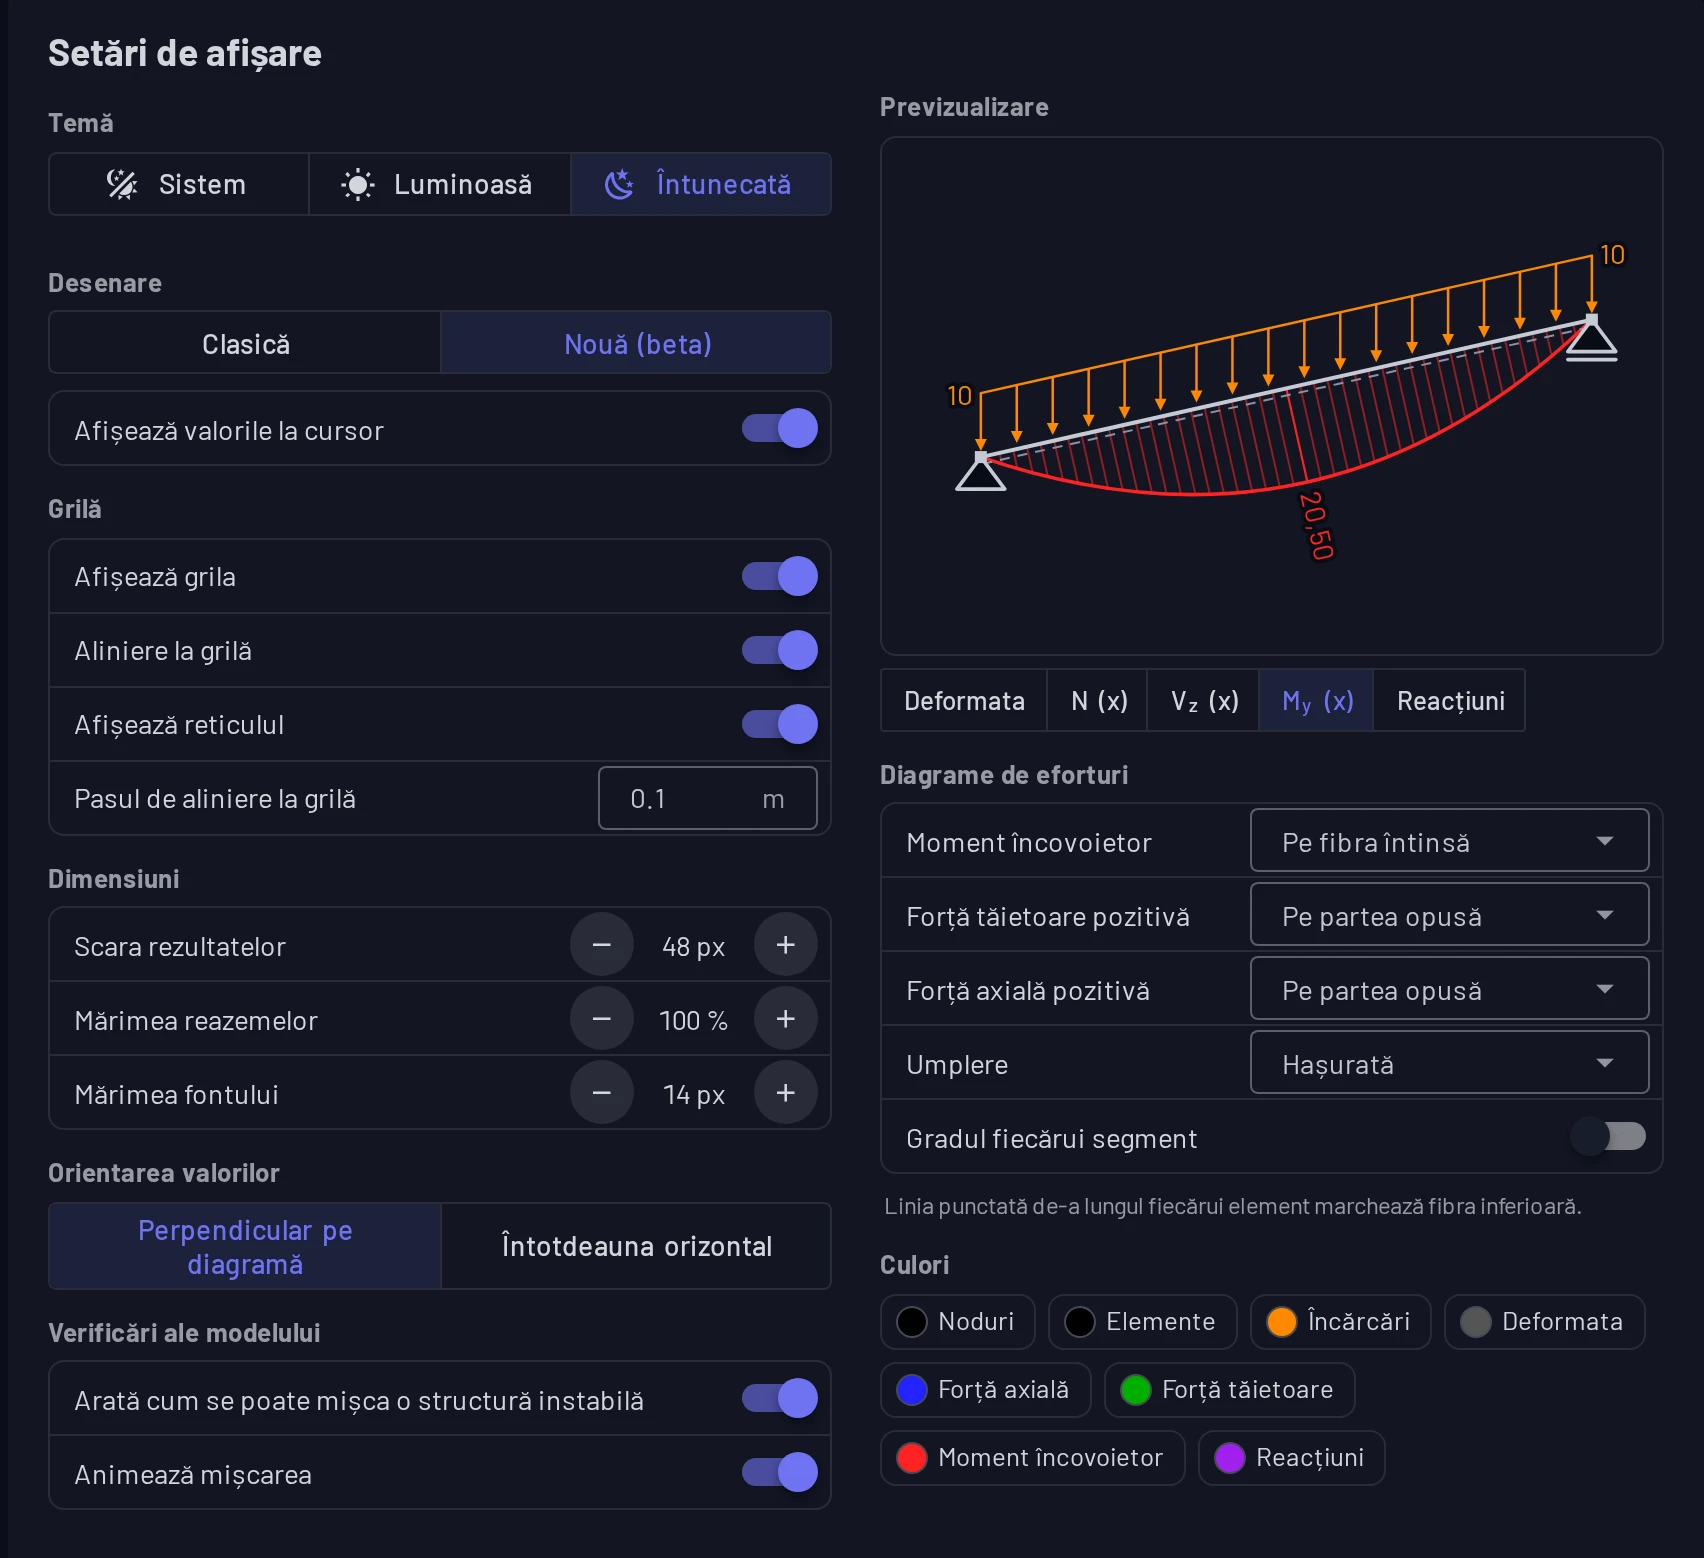 Setări de afișare
Temă
Sistem
Luminoasă
Întunecată
Desenare
Clasică
Nouă (beta)
Afișează valorile la cursor
Grilă
Afișează grila
Aliniere la grilă
Afișează reticulul
Pasul de aliniere la grilă
0.1 m
Dimensiuni
Scara rezultatelor
− 48 px +
Mărimea reazemelor
− 100 % +
Mărimea fontului
− 14 px +
Orientarea valorilor
Perpendicular pe
diagramă
Întotdeauna orizontal
Verificări ale modelului
Arată cum se poate mișca o structură instabilă
Animează mișcarea
Previzualizare
10
10
20,50
Deformata
N (x)
Vz (x)
My (x)
Reacțiuni
Diagrame de eforturi
Moment încovoietor
Pe fibra întinsă
Forță tăietoare pozitivă
Pe partea opusă
Forță axială pozitivă
Pe partea opusă
Umplere
Hașurată
Gradul fiecărui segment
Linia punctată de-a lungul fiecărui element marchează fibra inferioară.
Culori
Noduri
Elemente
Încărcări
Deformata
Forță axială
Forță tăietoare
Moment încovoietor
Reacțiuni